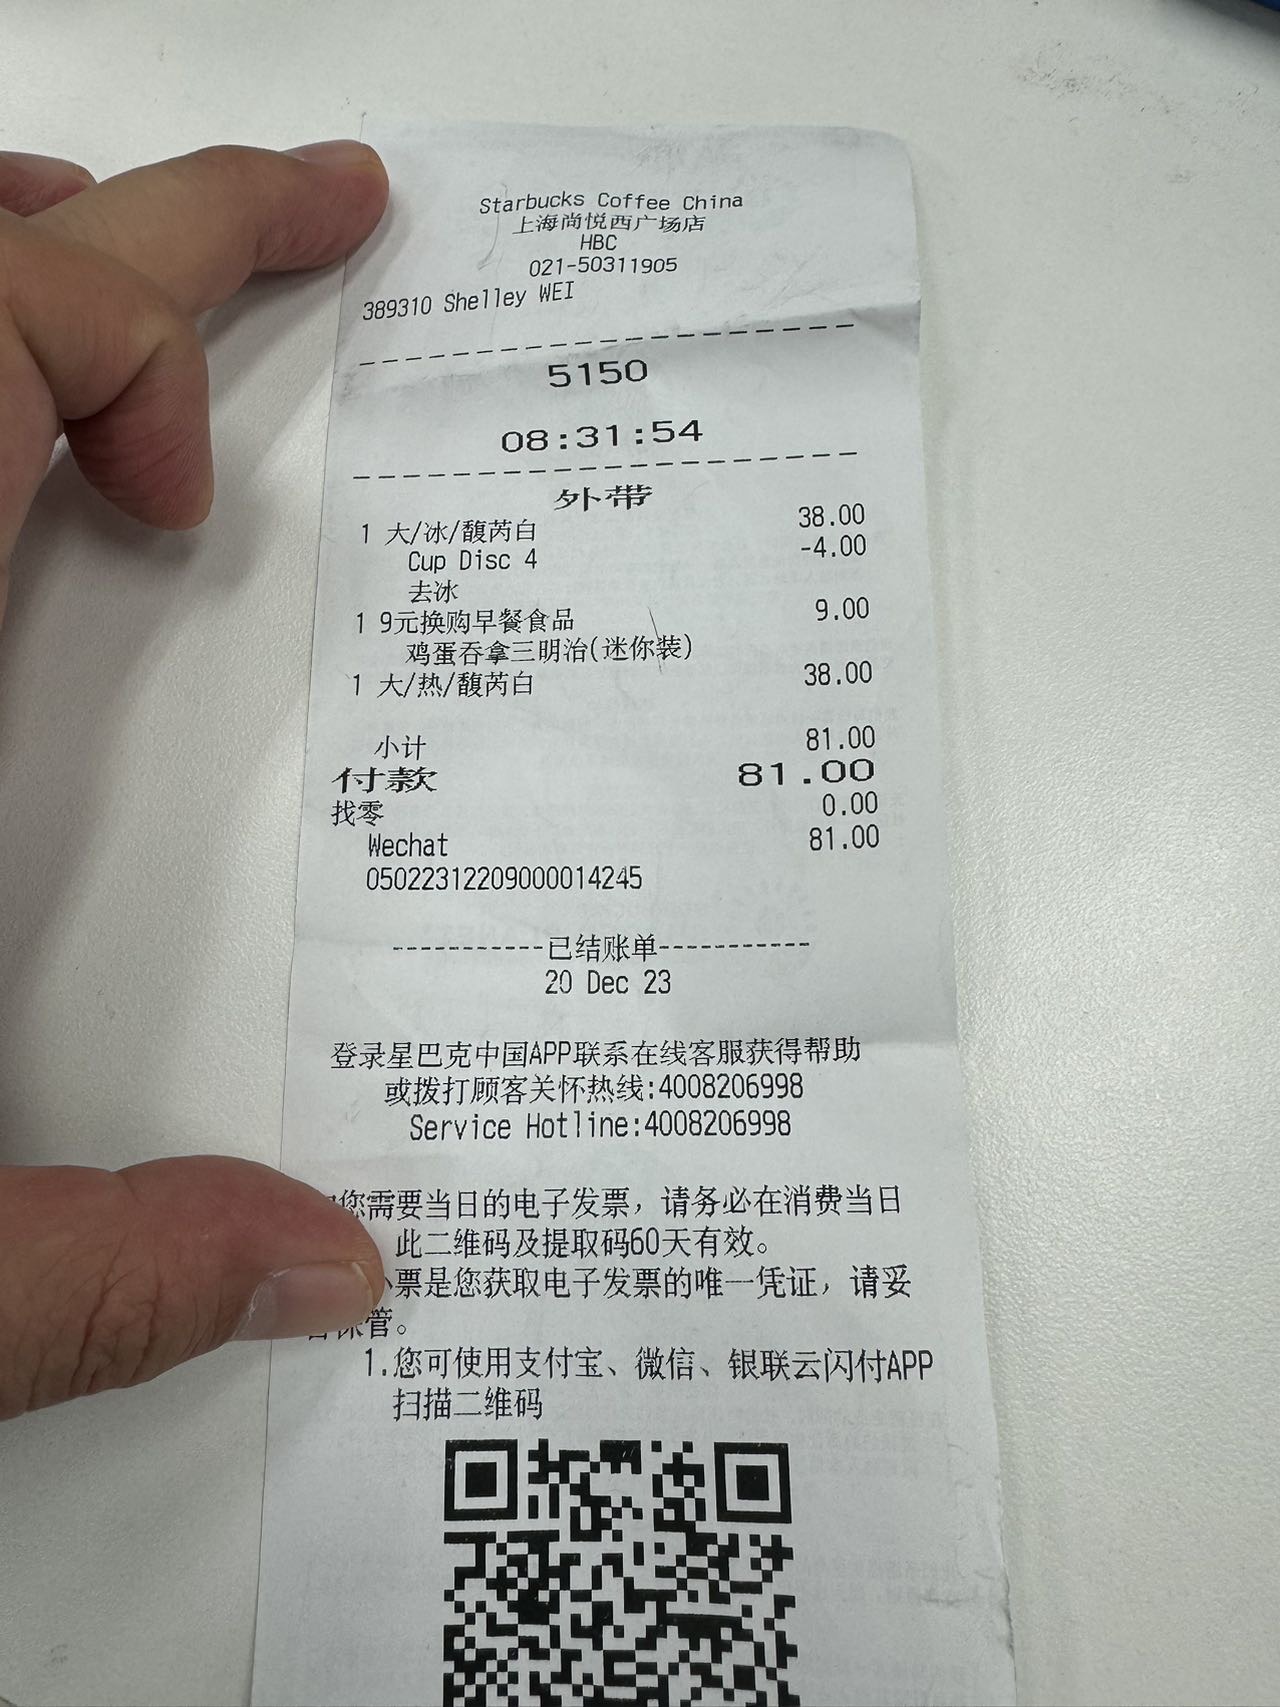 Starbucks Coffee China
上海尚悦西广场店
HBC
021-50311905
389310 Shelley WEI
5150
08:31:54
外带
1 大/冰/馥芮白 38.00
Cup Disc 4 -4.00
去冰
1 9元换购早餐食品 9.00
鸡蛋吞拿三明治(迷你装)
1 大/热/馥芮白 38.00
小计 81.00
付款 81.00
找零 0.00
Wechat 81.00
05022312209000014245
----------已结账单----------
20 Dec 23
登录星巴克中国APP联系在线客服获得帮助
或拨打顾客关怀热线:4008206998
Service Hotline:4008206998
您需要当日的电子发票，请务必在消费当日
此二维码及提取码60天有效。
票是您获取电子发票的唯一凭证，请妥
管。
1.您可使用支付宝、微信、银联云闪付APP
扫描二维码